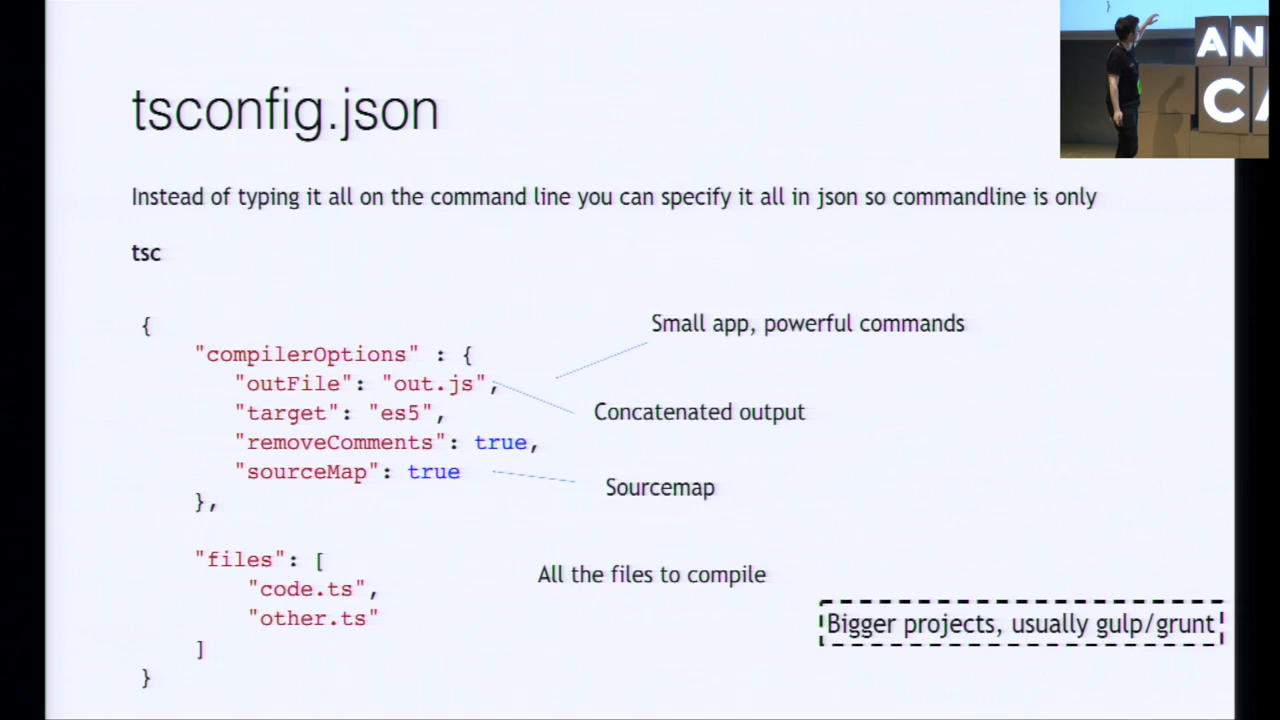 tsconfig.json
Instead of typing it all on the command line you can specify it all in json so commandline is only
tsc
{
"compilerOptions" : {
"outFile": "out.js",
"target": "es5",
"removeComments": true,
"sourceMap": true
},
"files": [
"code.ts",
"other.ts"
]
}
Small app, powerful commands
Concatenated output
Sourcemap
All the files to compile
Bigger projects, usually gulp/grunt
}
AN
CA